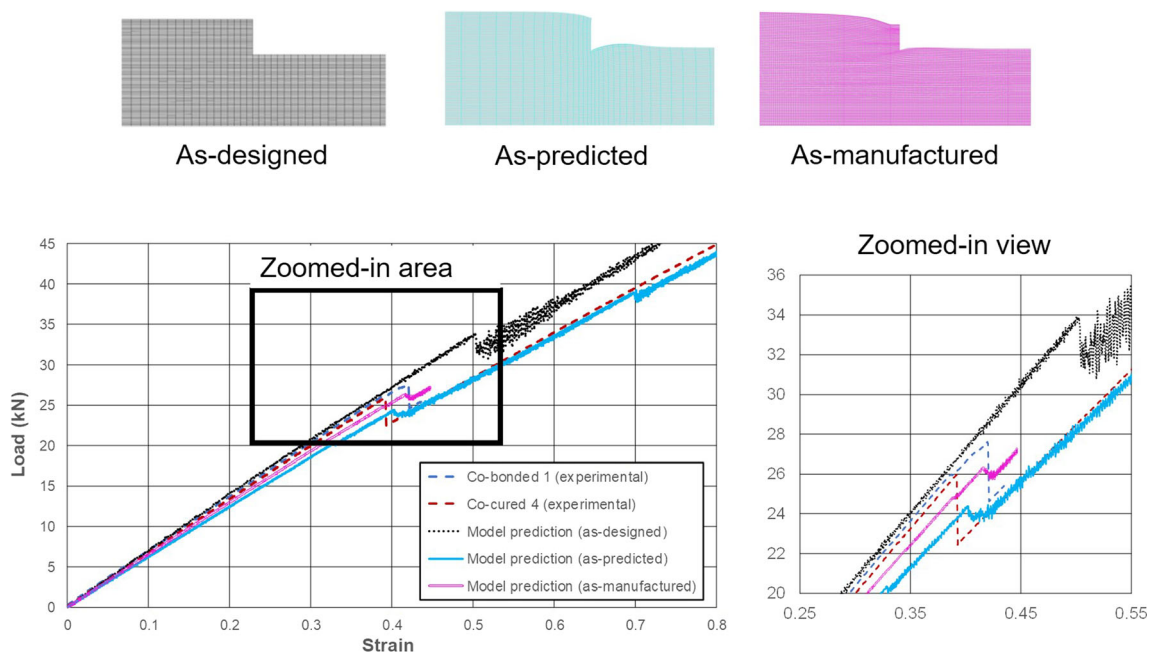 As-designed
As-predicted
As-manufactured
Zoomed-in area
Zoomed-in view
45
40
35
30
25
20
15
10
5
0
Load (kN)
0
0.1
0.2
0.3
0.4
0.5
0.6
0.7
0.8
Strain
Co-bonded 1 (experimental)
Co-cured 4 (experimental)
Model prediction (as-designed)
Model prediction (as-predicted)
Model prediction (as-manufactured)
36
34
32
30
28
26
24
22
20
0.25
0.35
0.45
0.55